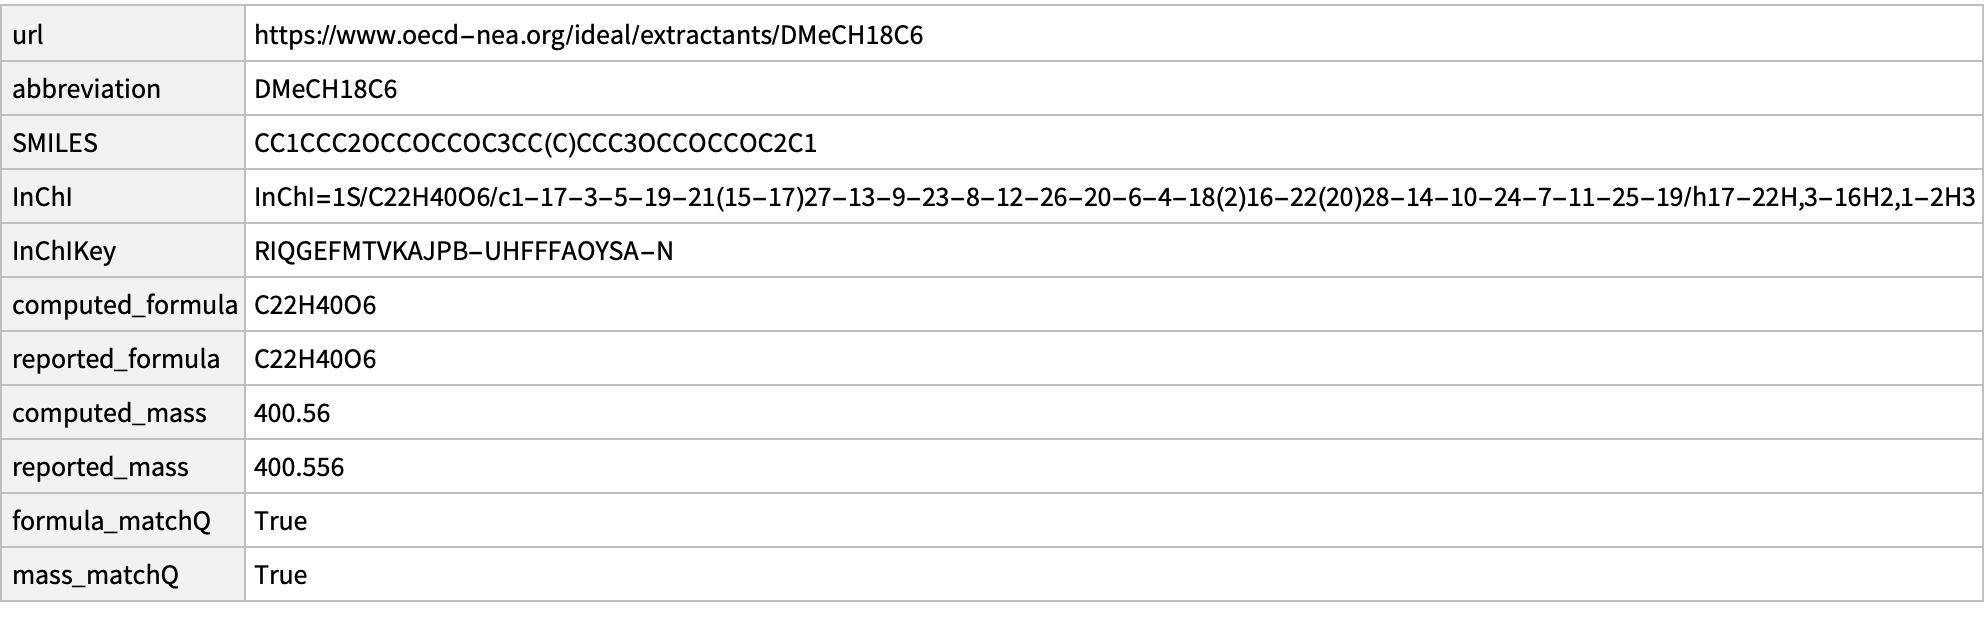 url https://www.oecd-nea.org/ideal/extractants/DMeCH18C6
abbreviation DMeCH18C6
SMILES CC1CCC2OCCOCCOC3CC(C)CCC3OCCOCCOC2C1
InChI InChI=1S/C22H40O6/c1-17-3-5-19-21(15-17)27-13-9-23-8-12-26-20-6-4-18(2)16-22(20)28-14-10-24-7-11-25-19/h17-22H,3-16H2,1-2H3
InChIKey RIQGEFMTVKAJPB-UHFFFAOYSA-N
computed_formula C22H40O6
reported_formula C22H40O6
computed_mass 400.56
reported_mass 400.556
formula_matchQ True
mass_matchQ True